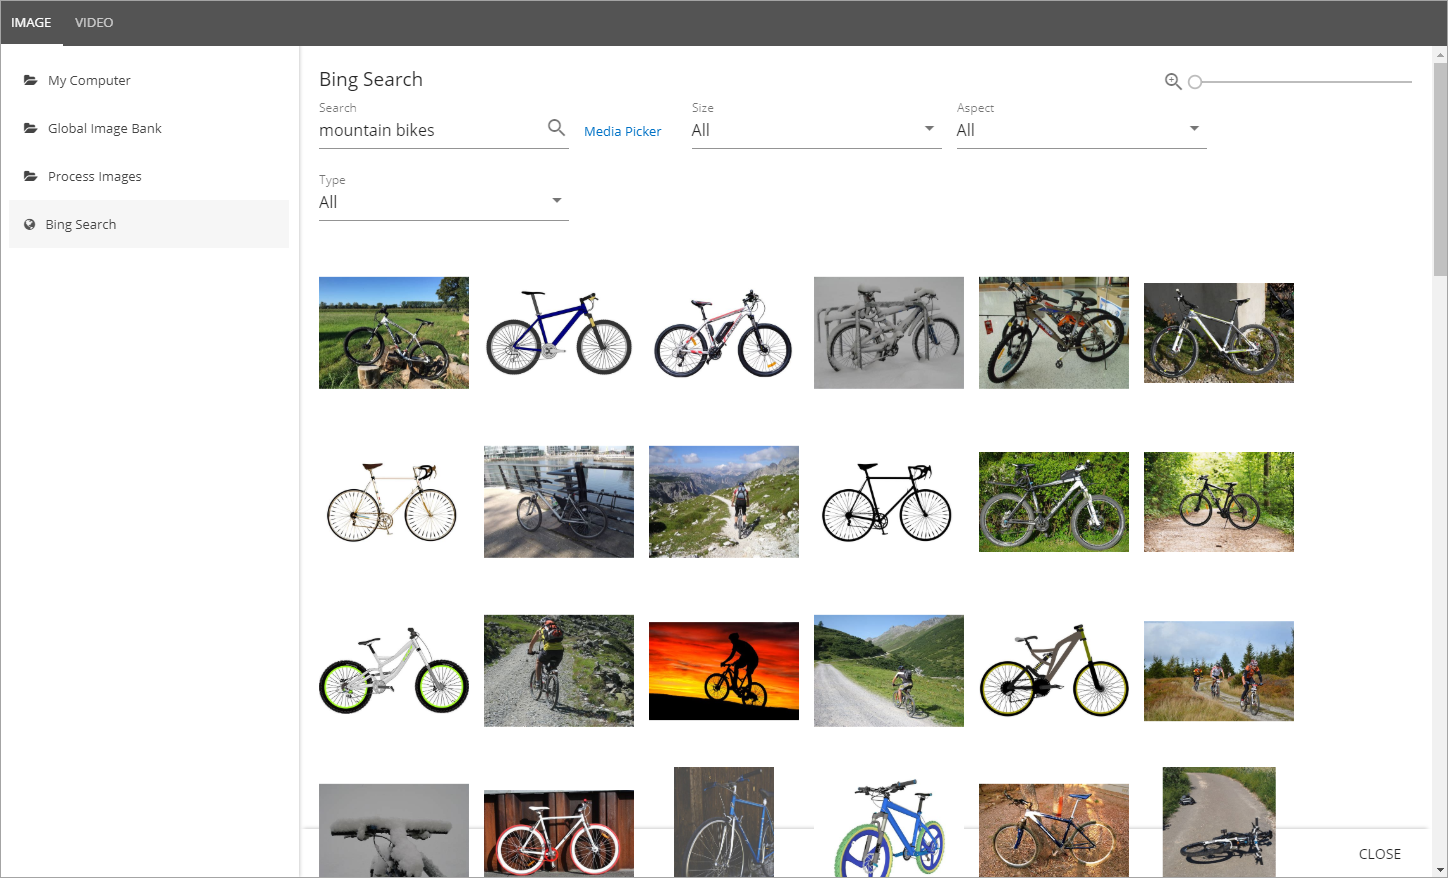 IMAGE VIDEO
My Computer
Global Image Bank
Process Images
Bing Search
Bing Search
Search
mountain bikes
Media Picker
Size
All
Aspect
All
Type
All
CLOSE